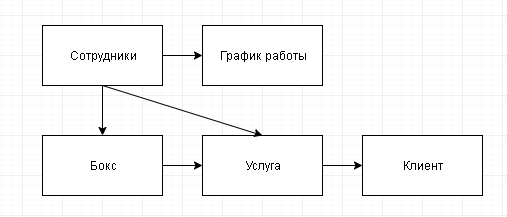 Сотрудники
График работы
Бокс
Услуга
Клиент